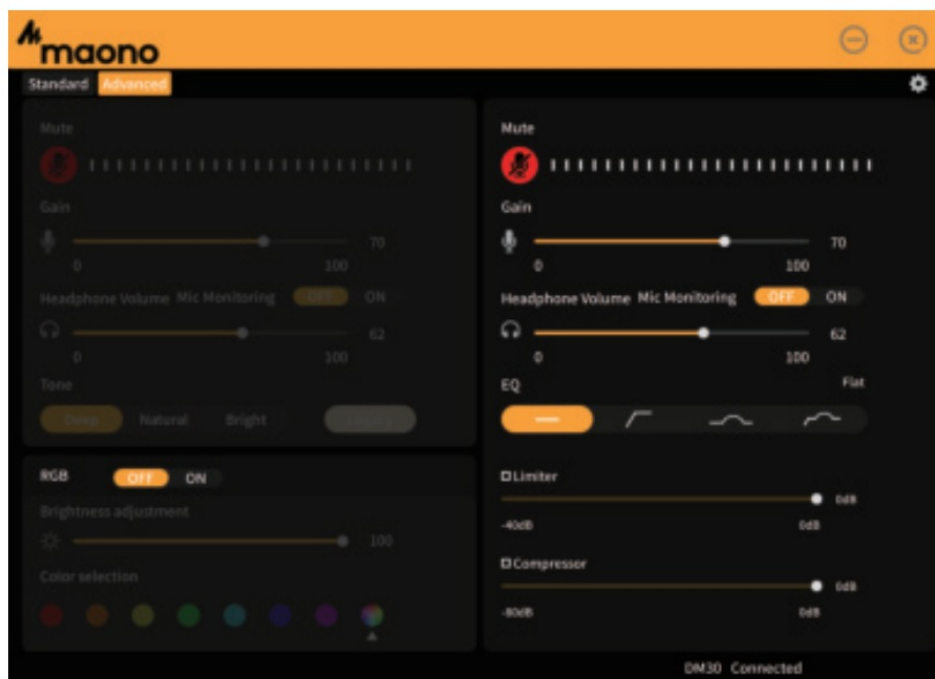 maono
Standard Advanced
Mute
Gain
70
0 100
Headphone Volume Mic Monitoring OFF ON
62
0 100
Tone
Deep Natural Bright Legacy
RGB OFF ON
Brightness adjustment
100
Color selection
Mute
Gain
70
0 100
Headphone Volume Mic Monitoring OFF ON
62
0 100
EQ Flat
Limiter
0dB
-40dB 0dB
Compressor
0dB
-80dB 0dB
DM30 Connected